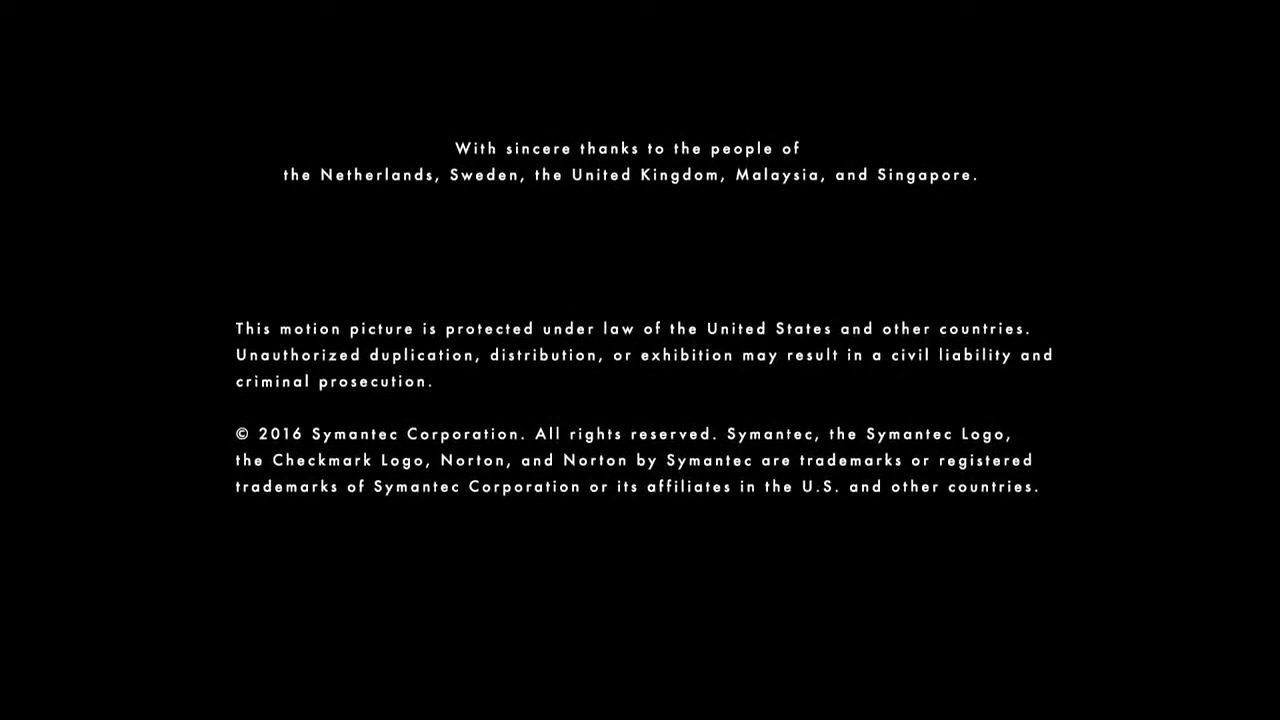 With sincere thanks to the people of
the Netherlands, Sweden, the United Kingdom, Malaysia, and Singapore.
This motion picture is protected under law of the United States and other countries.
Unauthorized duplication, distribution, or exhibition may result in a civil liability and
criminal prosecution.
© 2016 Symantec Corporation. All rights reserved. Symantec, the Symantec Logo,
the Checkmark Logo, Norton, and Norton by Symantec are trademarks or registered
trademarks of Symantec Corporation or its affiliates in the U.S. and other countries.